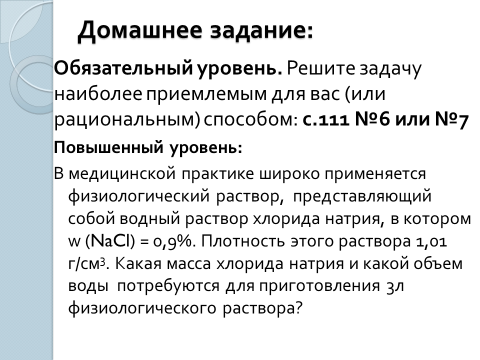 Домашнее задание:
Обязательный уровень. Решите задачу
наиболее приемлемым для вас (или
рациональным) способом: с.111 №6 или №7
Повышенный уровень:
В медицинской практике широко применяется
физиологический раствор, представляющий
собой водный раствор хлорида натрия, в котором
w (NaCl) = 0,9%. Плотность этого раствора 1,01
г/см³. Какая масса хлорида натрия и какой объем
воды потребуются для приготовления 3л
физиологического раствора?